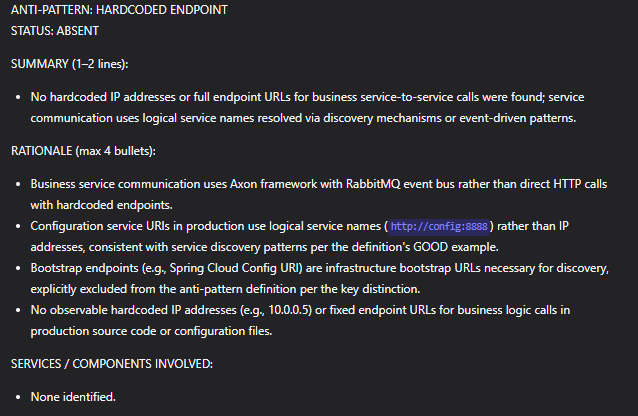 ANTI-PATTERN: HARDCODED ENDPOINT
STATUS: ABSENT
SUMMARY (1–2 lines):
• No hardcoded IP addresses or full endpoint URLs for business service-to-service calls were found; service
communication uses logical service names resolved via discovery mechanisms or event-driven patterns.
RATIONALE (max 4 bullets):
• Business service communication uses Axon framework with RabbitMQ event bus rather than direct HTTP calls
with hardcoded endpoints.
• Configuration service URIs in production use logical service names (http://config:8888) rather than IP
addresses, consistent with service discovery patterns per the definition's GOOD example.
• Bootstrap endpoints (e.g., Spring Cloud Config URI) are infrastructure bootstrap URLs necessary for discovery,
explicitly excluded from the anti-pattern definition per the key distinction.
• No observable hardcoded IP addresses (e.g., 10.0.0.5) or fixed endpoint URLs for business logic calls in
production source code or configuration files.
SERVICES / COMPONENTS INVOLVED:
• None identified.